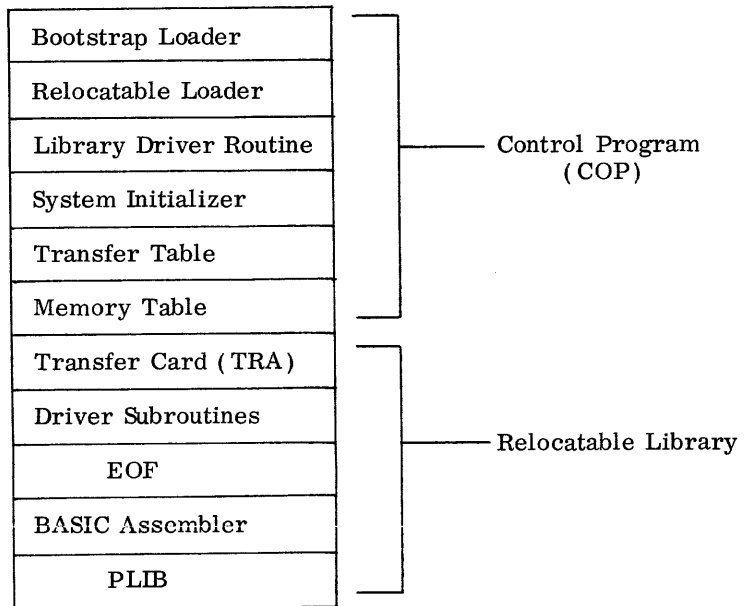 Bootstrap Loader
Relocatable Loader
Library Driver Routine
System Initializer
Transfer Table
Memory Table
Transfer Card (TRA)
Driver Subroutines
EOF
BASIC Assembler
PLIB
Control Program
(COP)
Relocatable Library